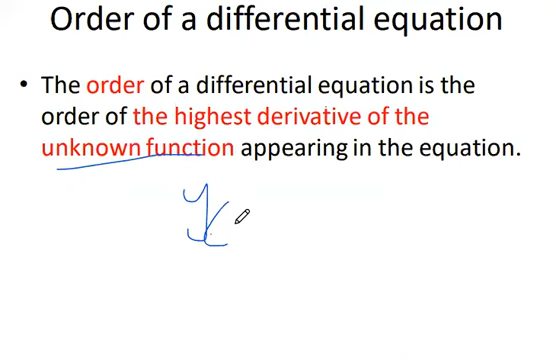 Order of a differential equation
• The order of a differential equation is the
order of the highest derivative of the
unknown function appearing in the equation.
y(